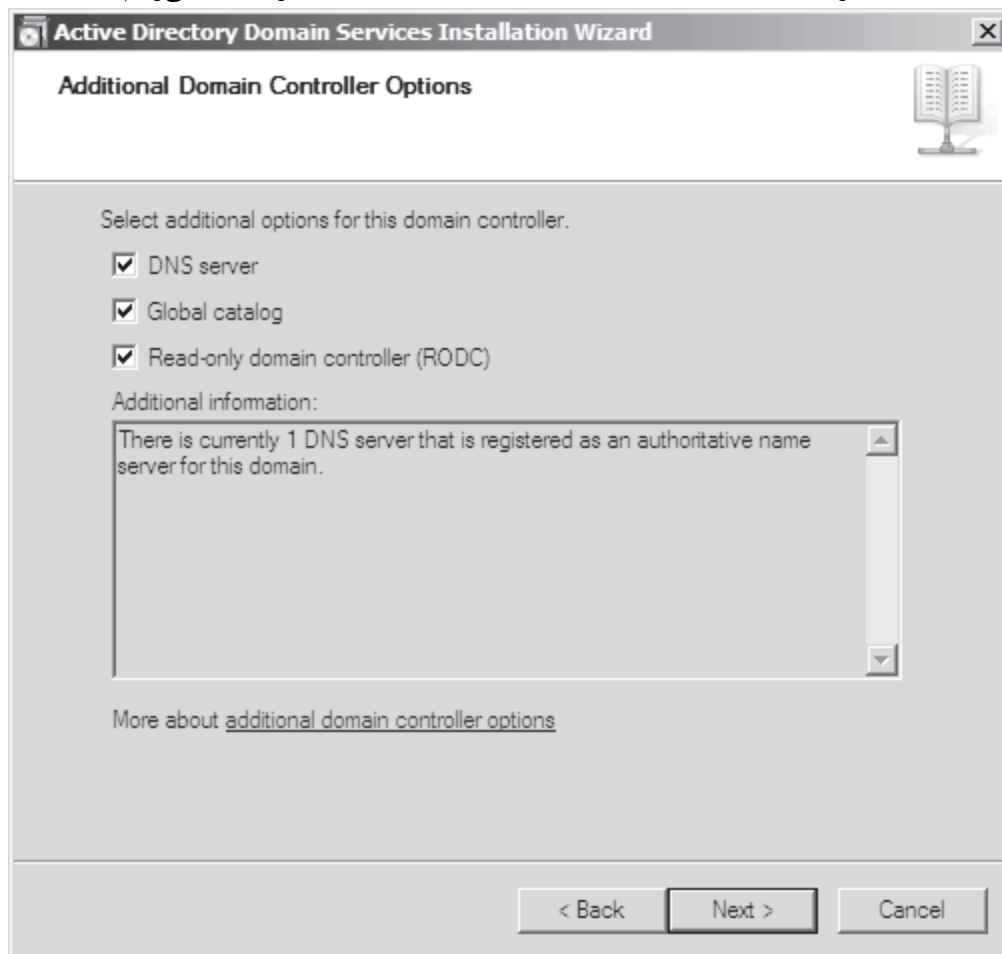 Active Directory Domain Services Installation Wizard
Additional Domain Controller Options
Select additional options for this domain controller.
DNS server
Global catalog
Read-only domain controller (RODC)
Additional information:
There is currently 1 DNS server that is registered as an authoritative name
server for this domain.
More about additional domain controller options
< Back
Next >
Cancel